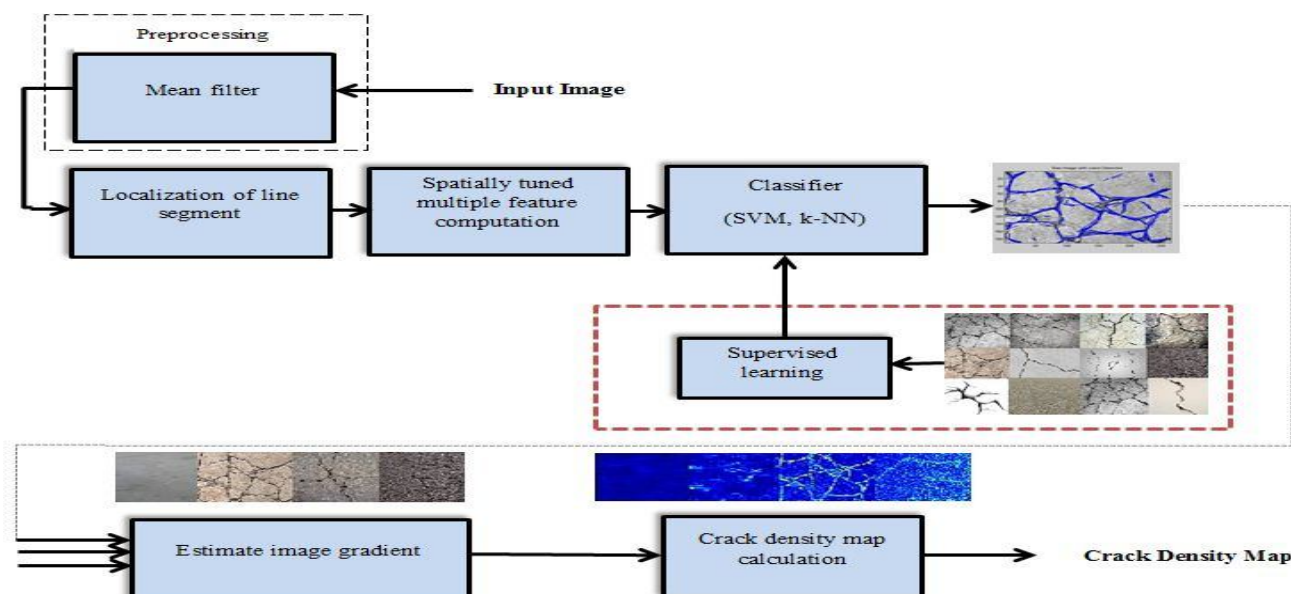 Preprocessing
Mean filter
Input Image
Localization of line
segment
Spatially tuned
multiple feature
computation
Classifier
(SVM, k-NN)
Supervised
learning
Estimate image gradient
Crack density map
calculation
Crack Density Map